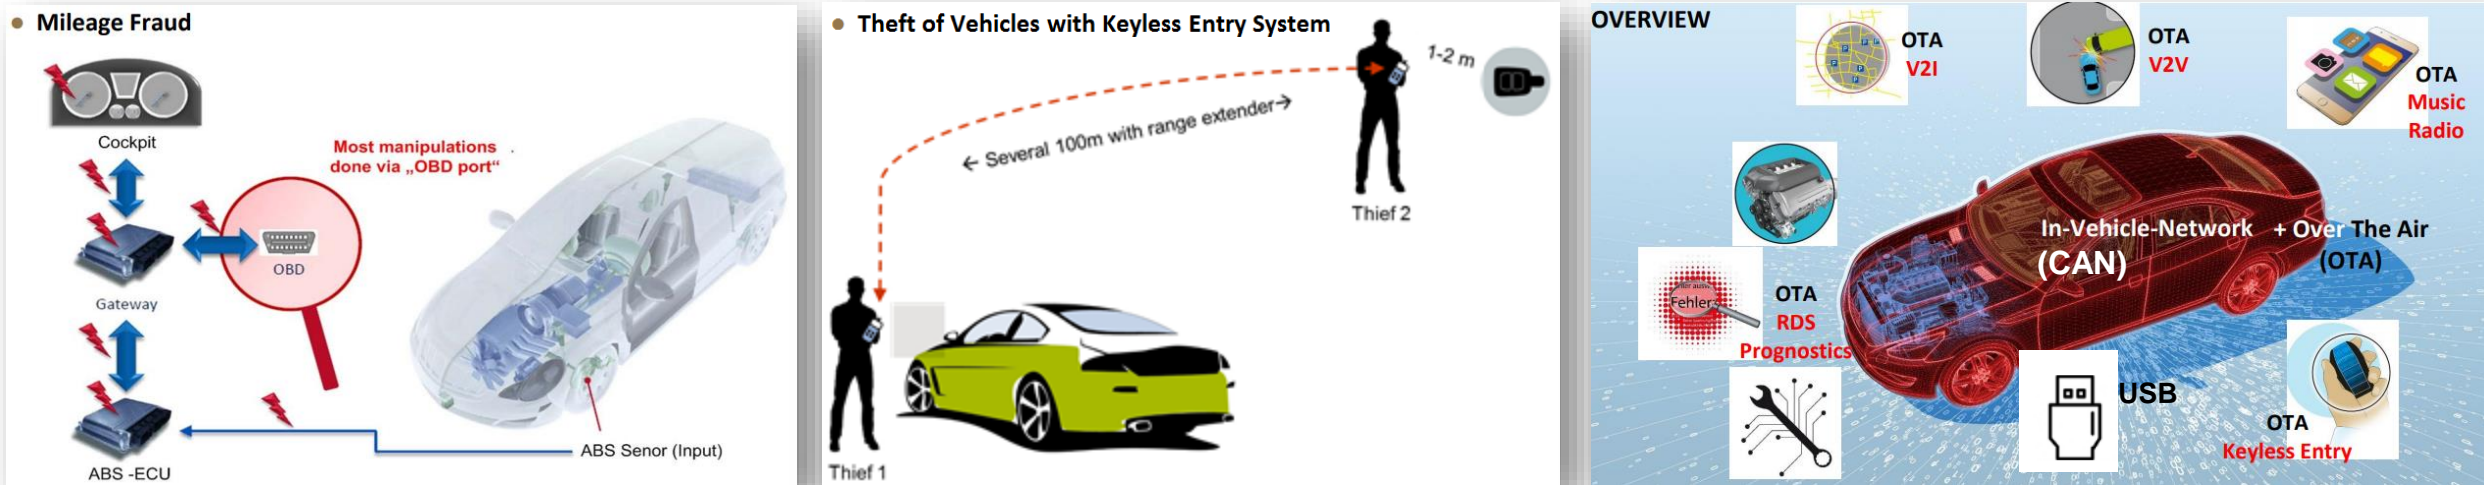 Mileage Fraud
Cockpit
Most manipulations
done via „OBD port“
OBD
Gateway
ABS -ECU
ABS Senor (Input)
Theft of Vehicles with Keyless Entry System
1-2 m
← Several 100m with range extender→
Thief 2
Thief 1
OVERVIEW
OTA
V2I
OTA
V2V
OTA
Music
Radio
In-Vehicle-Network + Over The Air
(CAN)
(OTA)
Fehler
OTA
RDS
Prognostics
USB
OTA
Keyless Entry